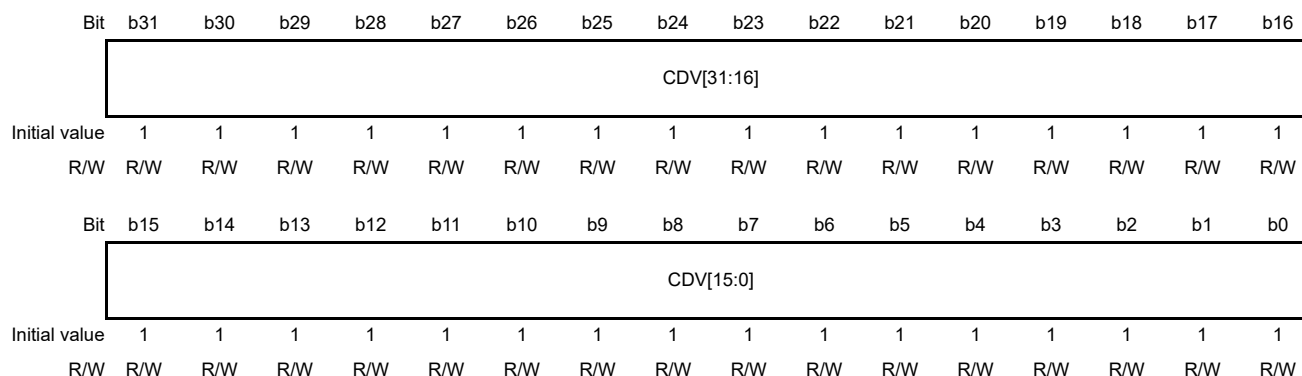 Bit b31 b30 b29 b28 b27 b26 b25 b24 b23 b22 b21 b20 b19 b18 b17 b16
CDV[31:16]
Initial value 1 1 1 1 1 1 1 1 1 1 1 1 1 1 1 1
R/W R/W R/W R/W R/W R/W R/W R/W R/W R/W R/W R/W R/W R/W R/W R/W R/W
Bit b15 b14 b13 b12 b11 b10 b9 b8 b7 b6 b5 b4 b3 b2 b1 b0
CDV[15:0]
Initial value 1 1 1 1 1 1 1 1 1 1 1 1 1 1 1 1
R/W R/W R/W R/W R/W R/W R/W R/W R/W R/W R/W R/W R/W R/W R/W R/W R/W